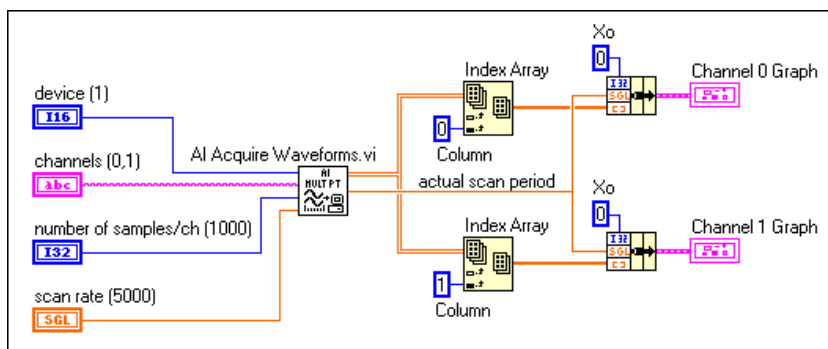 device (1)
I16
channels (0,1)
abc
number of samples/ch (1000)
I32
scan rate (5000)
SGL
AI Acquire Waveforms.vi
AI
MULT PT
Index Array
0
Column
actual scan period
Index Array
1
Column
Xo
0
I32
SGL
Channel 0 Graph
Xo
0
I32
SGL
Channel 1 Graph